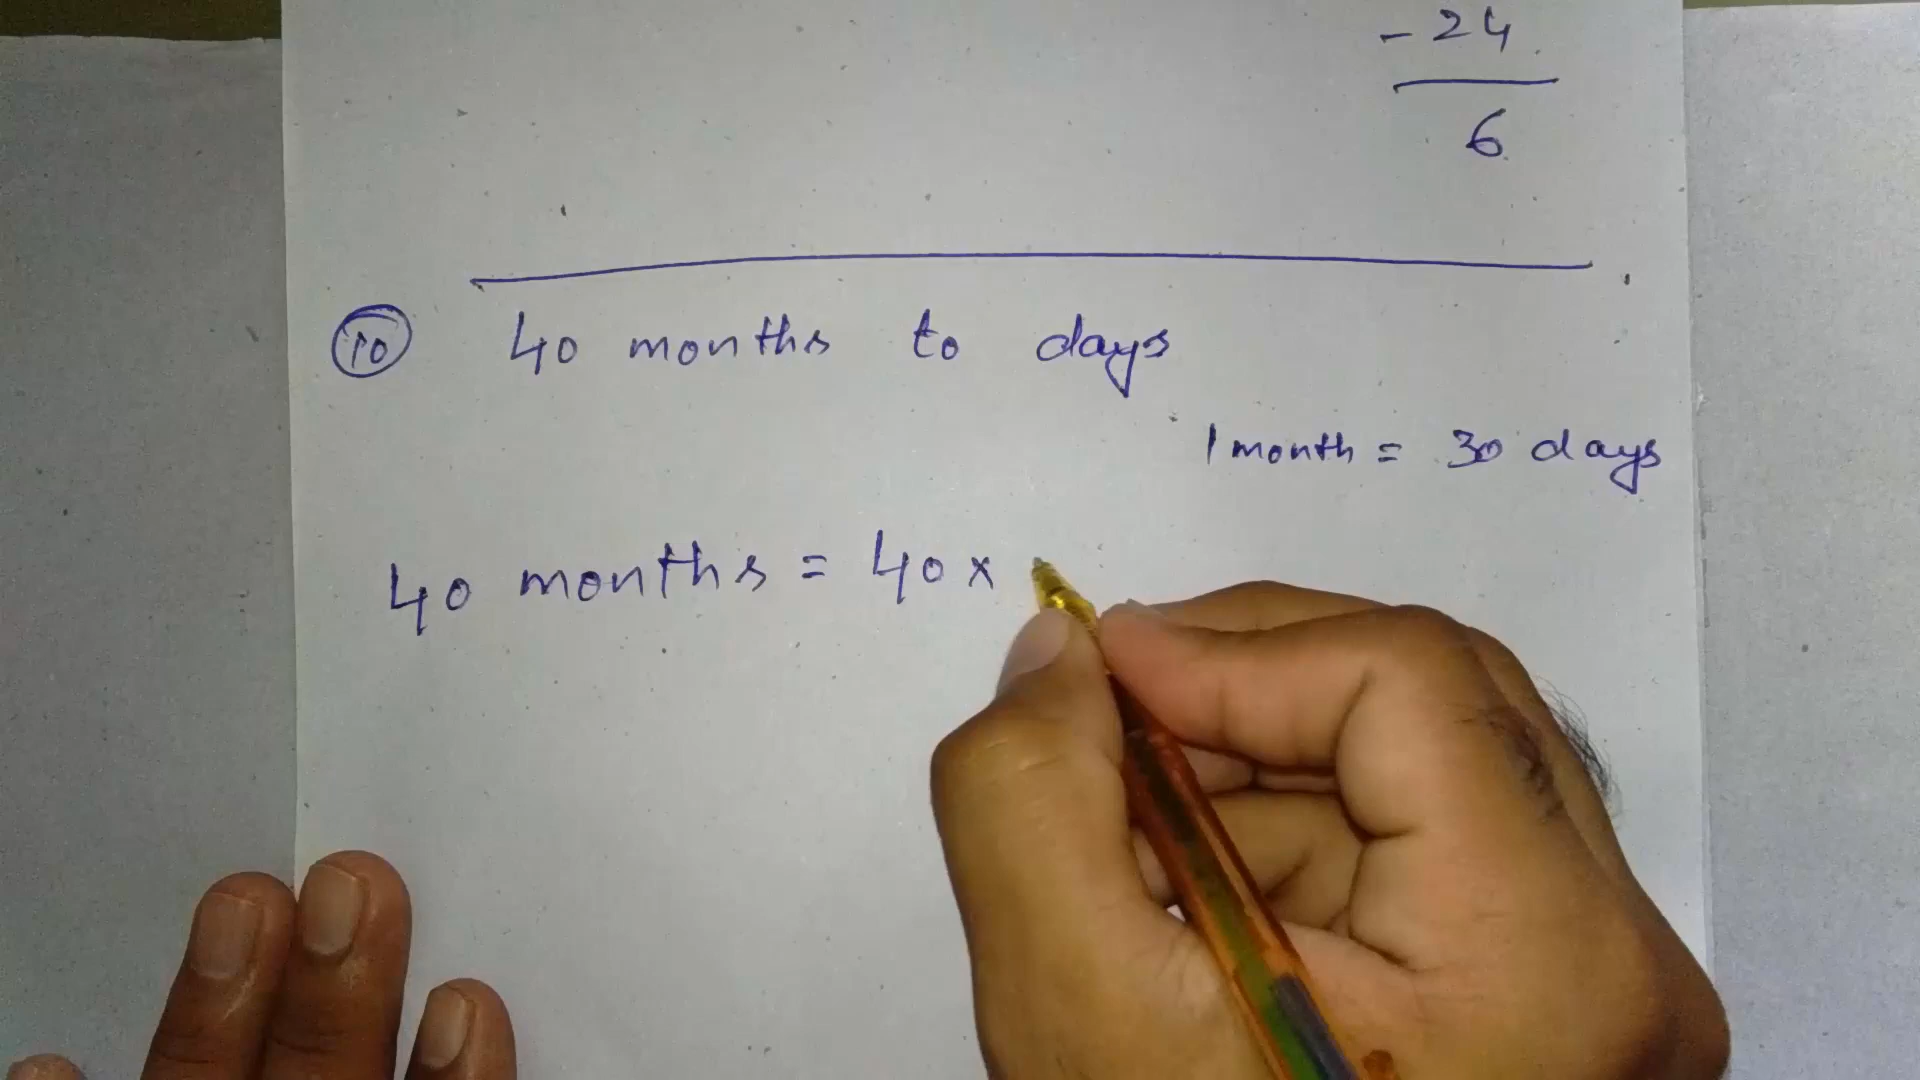 - 24
6
10 40 months to days
1 month = 30 days
40 months = 40 ×